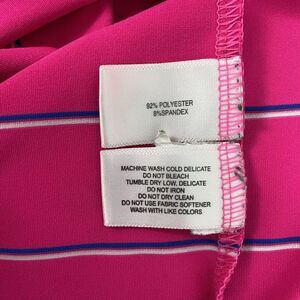 92% POLYESTER
8%SPANDEX
MACHINE WASH COLD DELICATE
DO NOT BLEACH
TUMBLE DRY LOW, DELICATE
DO NOT IRON
DO NOT DRY CLEAN
DO NOT USE FABRIC SOFTENER
WASH WITH LIKE COLORS